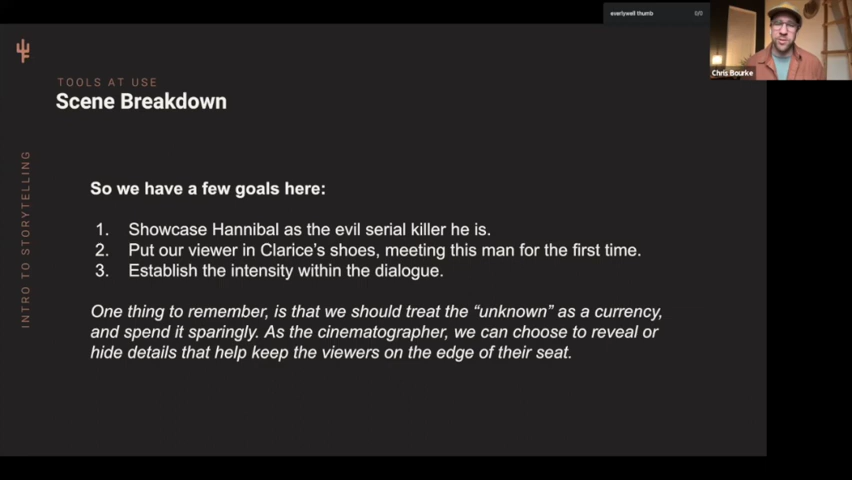 everlywell thumb
0/0
Chris Bourke
TOOLS AT USE
Scene Breakdown
INTRO TO STORYTELLING
So we have a few goals here:
1. Showcase Hannibal as the evil serial killer he is.
2. Put our viewer in Clarice's shoes, meeting this man for the first time.
3. Establish the intensity within the dialogue.
One thing to remember, is that we should treat the “unknown” as a currency,
and spend it sparingly. As the cinematographer, we can choose to reveal or
hide details that help keep the viewers on the edge of their seat.